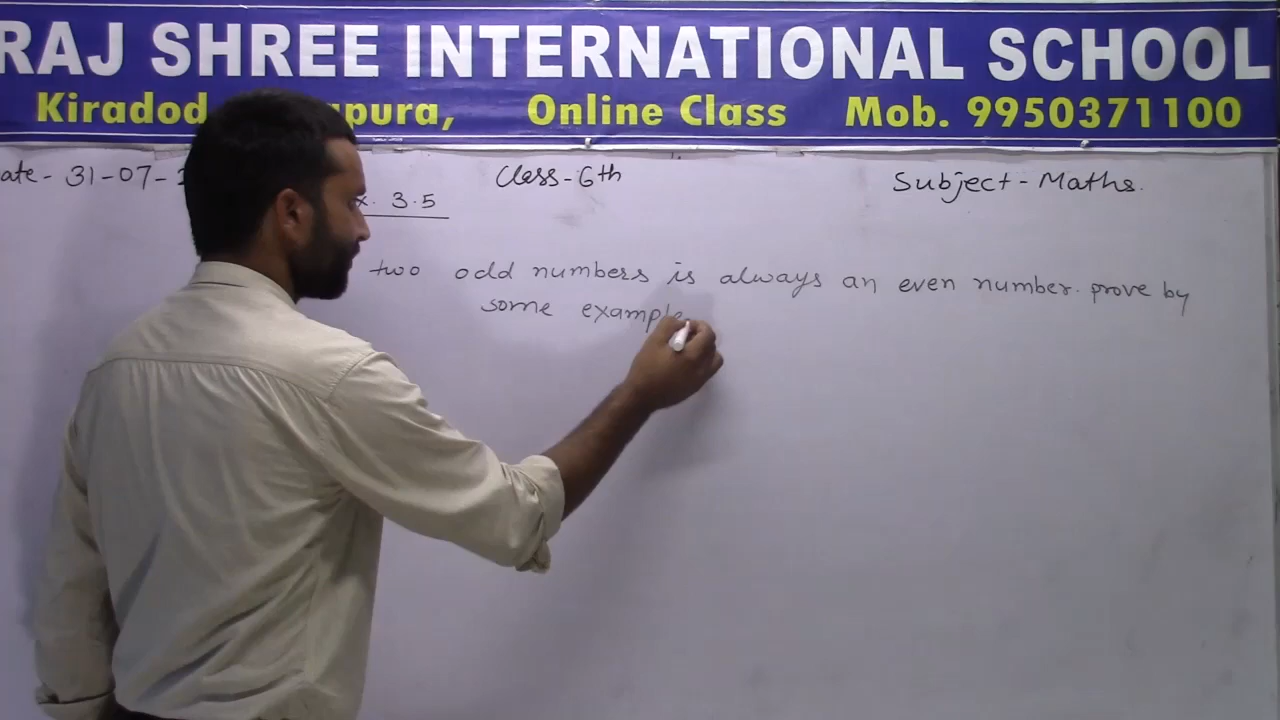 RAJ SHREE INTERNATIONAL SCHOOL
Kiradod pura, Online Class Mob. 9950371100
ate - 31-07- Class-6th Subject - Maths.
x. 3.5
two odd numbers is always an even number. prove by
some example